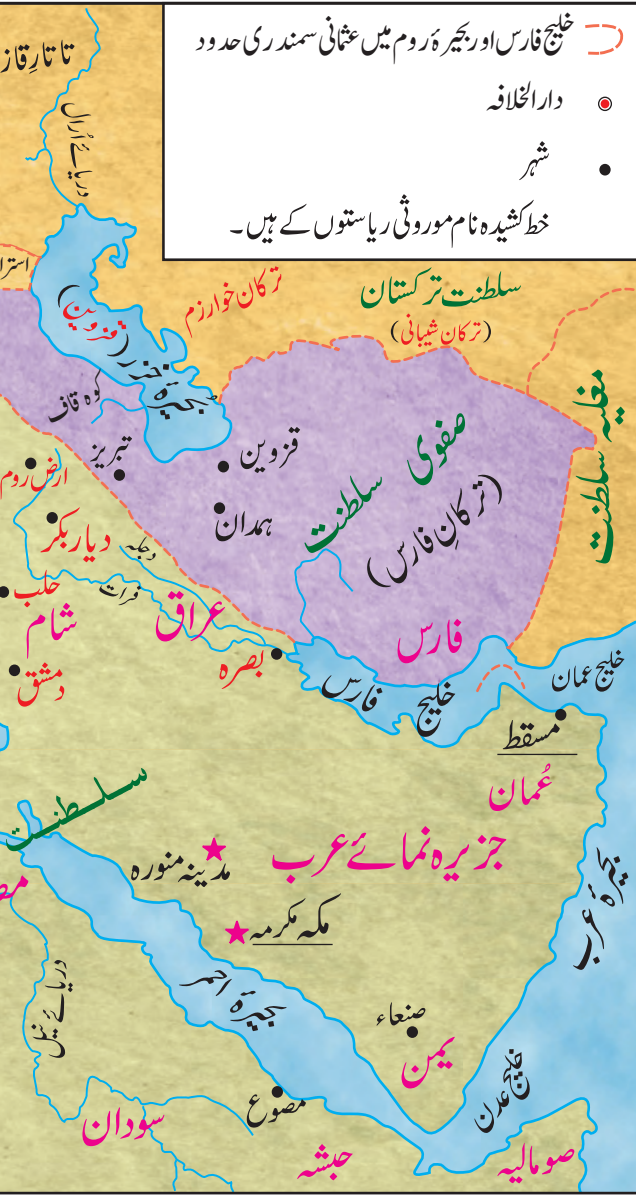 خلیج فارس اور بحیرۂ روم میں عثمانی سمندری حدود
دارالخلافہ
شہر
خط کشیدہ نام موروثی ریاستوں کے ہیں۔
تاتار قاز
دریائے اُرال
استرا
بحیرۂ خزر (قزوین)
ترکان خوارزم
سلطنت ترکستان
(ترکان شیبانی)
مغلیہ سلطنت
کوہ قاف
تبریز
قزوین
ہمدان
صفوی سلطنت
(ترکانِ فارس)
ارض روم
دیار بکر
دجلہ
فرات
حلب
شام
عراق
دمشق
بصرہ
فارس
خلیج فارس
خلیج عمان
مسقط
عُمان
سلطنت
جزیرہ نمائے عرب
مدینہ منورہ
مکہ مکرمہ
مص
بحیرۂ عرب
دریائے نیل
بحیرۂ احمر
صنعاء
یمن
مصوع
سودان
حبشہ
خلیج عدن
صومالیہ